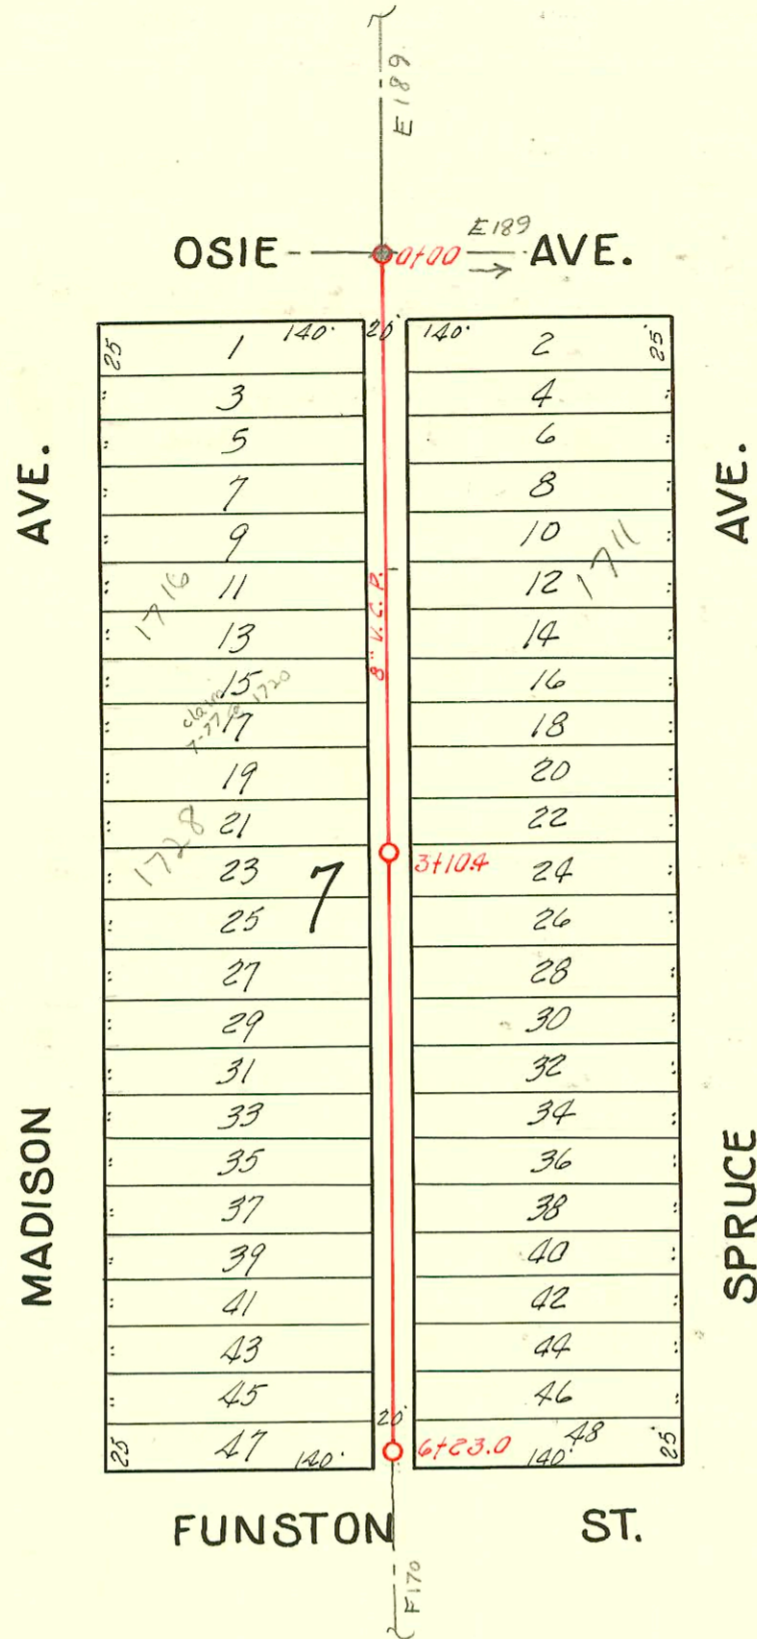 E189
OSIE 0+00 E189 AVE.
25 1 140' 20' 140' 2 25'
3 4
5 6
AVE. AVE.
7 8
9 10
1716 11 12 1711
13 14
8" V.C.P.
15 16
claim
7-77 @ 1720
17 18
19 20
1728 21 22
23 7 3+10.4 24
25 26
27 28
29 30
31 32
33 34
MADISON SPRUCE
35 36
37 38
39 40
41 42
43 44
45 20' 46
25 47 140' 6+23.0 140' 48 25'
FUNSTON ST.
F170